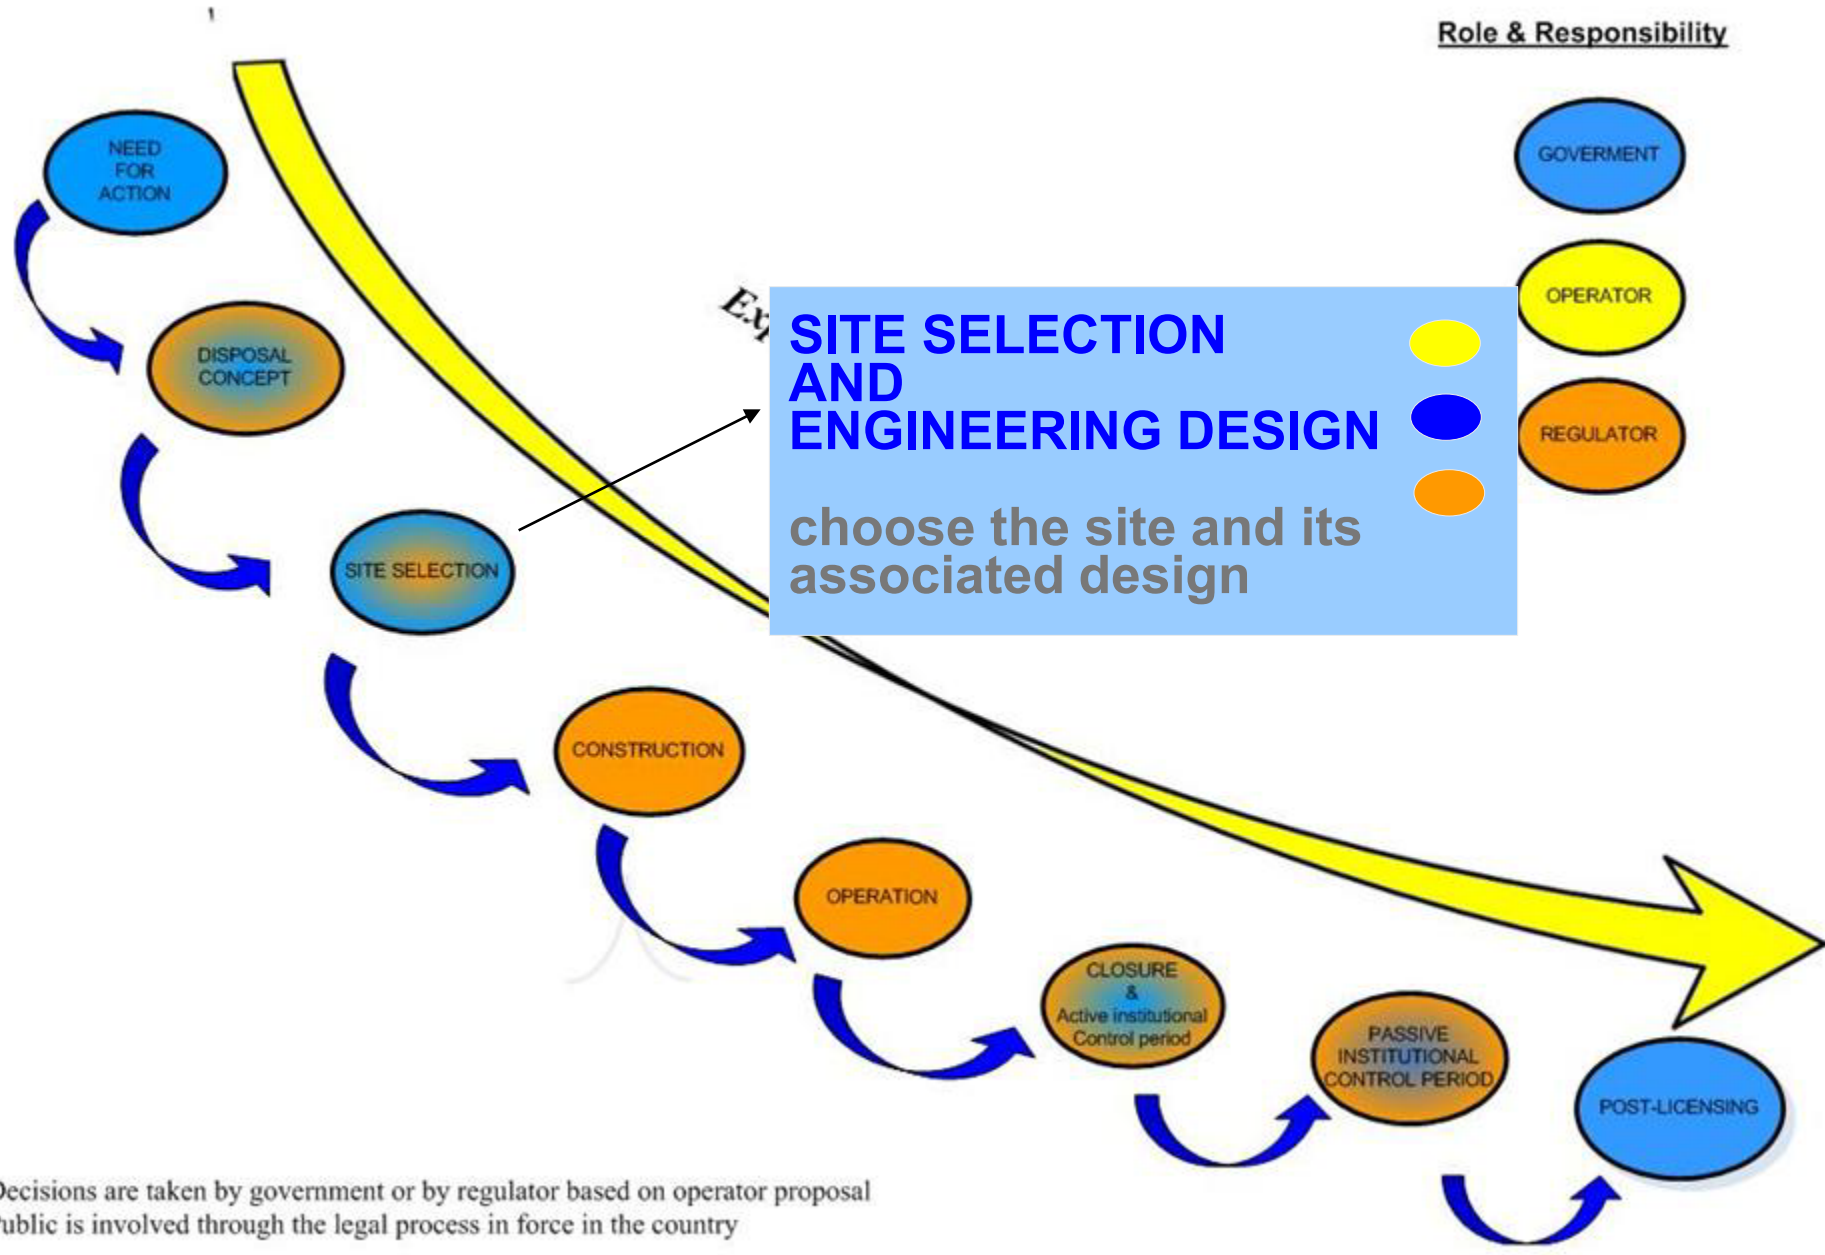 Role & Responsibility
NEED
FOR
ACTION
GOVERMENT
OPERATOR
REGULATOR
SITE SELECTION
AND
ENGINEERING DESIGN
choose the site and its
associated design
DISPOSAL
CONCEPT
SITE SELECTION
CONSTRUCTION
OPERATION
CLOSURE
&
Active institutional
Control period
PASSIVE
INSTITUTIONAL
CONTROL PERIOD
POST-LICENSING
Decisions are taken by government or by regulator based on operator proposal
Public is involved through the legal process in force in the country